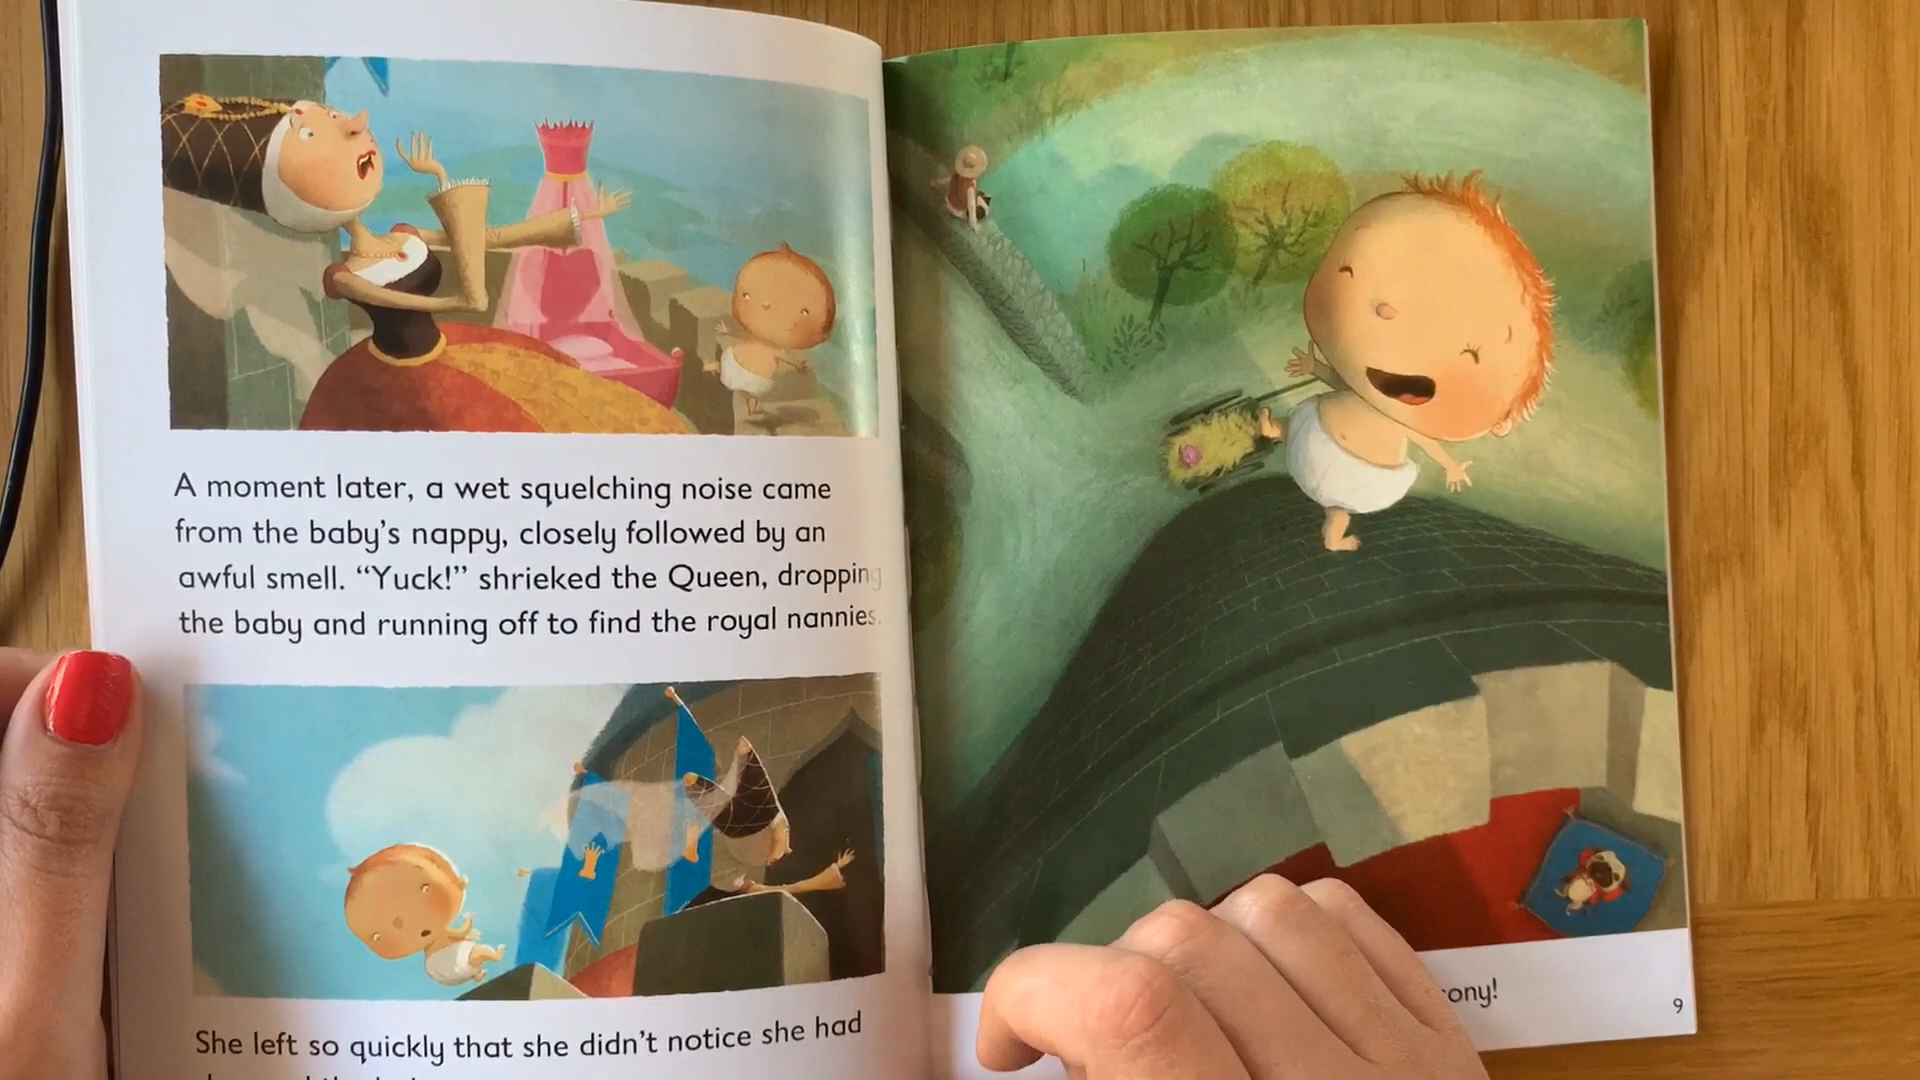 A moment later, a wet squelching noise came
from the baby's nappy, closely followed by an
awful smell. “Yuck!” shrieked the Queen, dropping
the baby and running off to find the royal nannies.
She left so quickly that she didn't notice she had
9